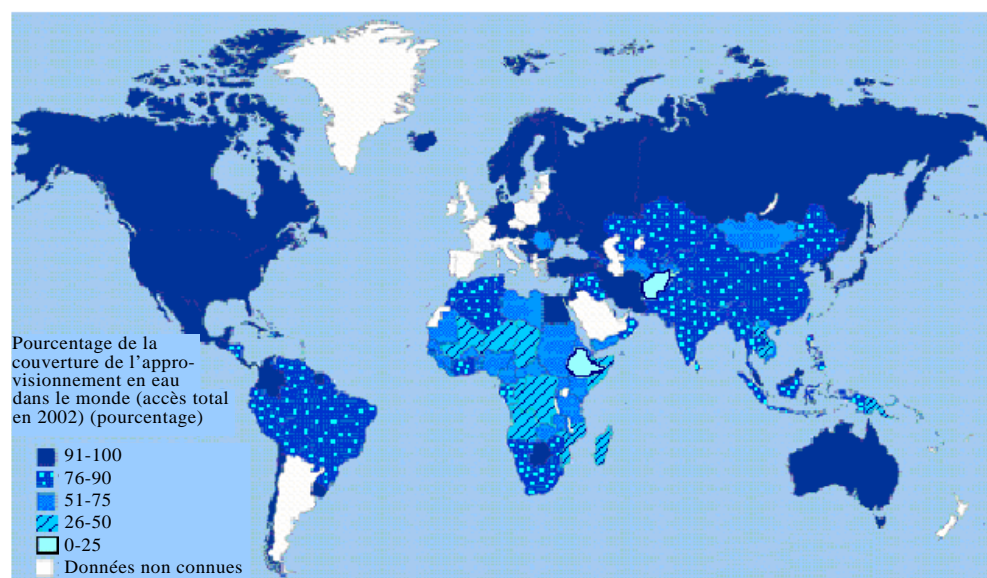 Pourcentage de la
couverture de l’appro-
visionnement en eau
dans le monde (accès total
en 2002) (pourcentage)
91-100
76-90
51-75
26-50
0-25
Données non connues